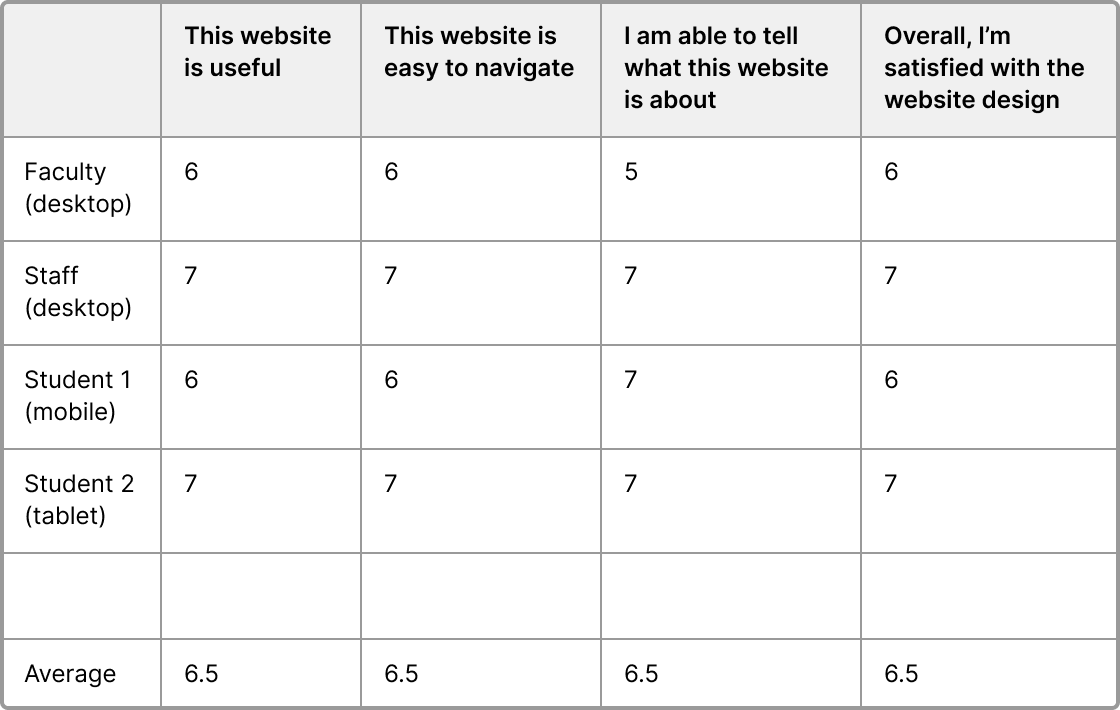 This website
is useful
This website is
easy to navigate
I am able to tell
what this website
is about
Overall, I’m
satisfied with the
website design
Faculty
(desktop)
6
6
5
6
Staff
(desktop)
7
7
7
7
Student 1
(mobile)
6
6
7
6
Student 2
(tablet)
7
7
7
7
Average
6.5
6.5
6.5
6.5